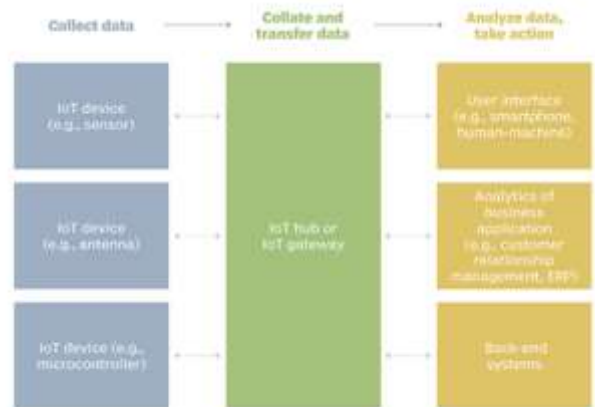 Collect data
Collate and
transfer data
Analyze data,
take action
IoT device
(e.g., sensor)
IoT device
(e.g., antenna)
IoT device (e.g.,
microcontroller)
IoT hub or
IoT gateway
User interface
(e.g., smartphone,
human-machine)
Analytics of
business
application
(e.g., customer
relationship
management, ERP)
Back-end
systems